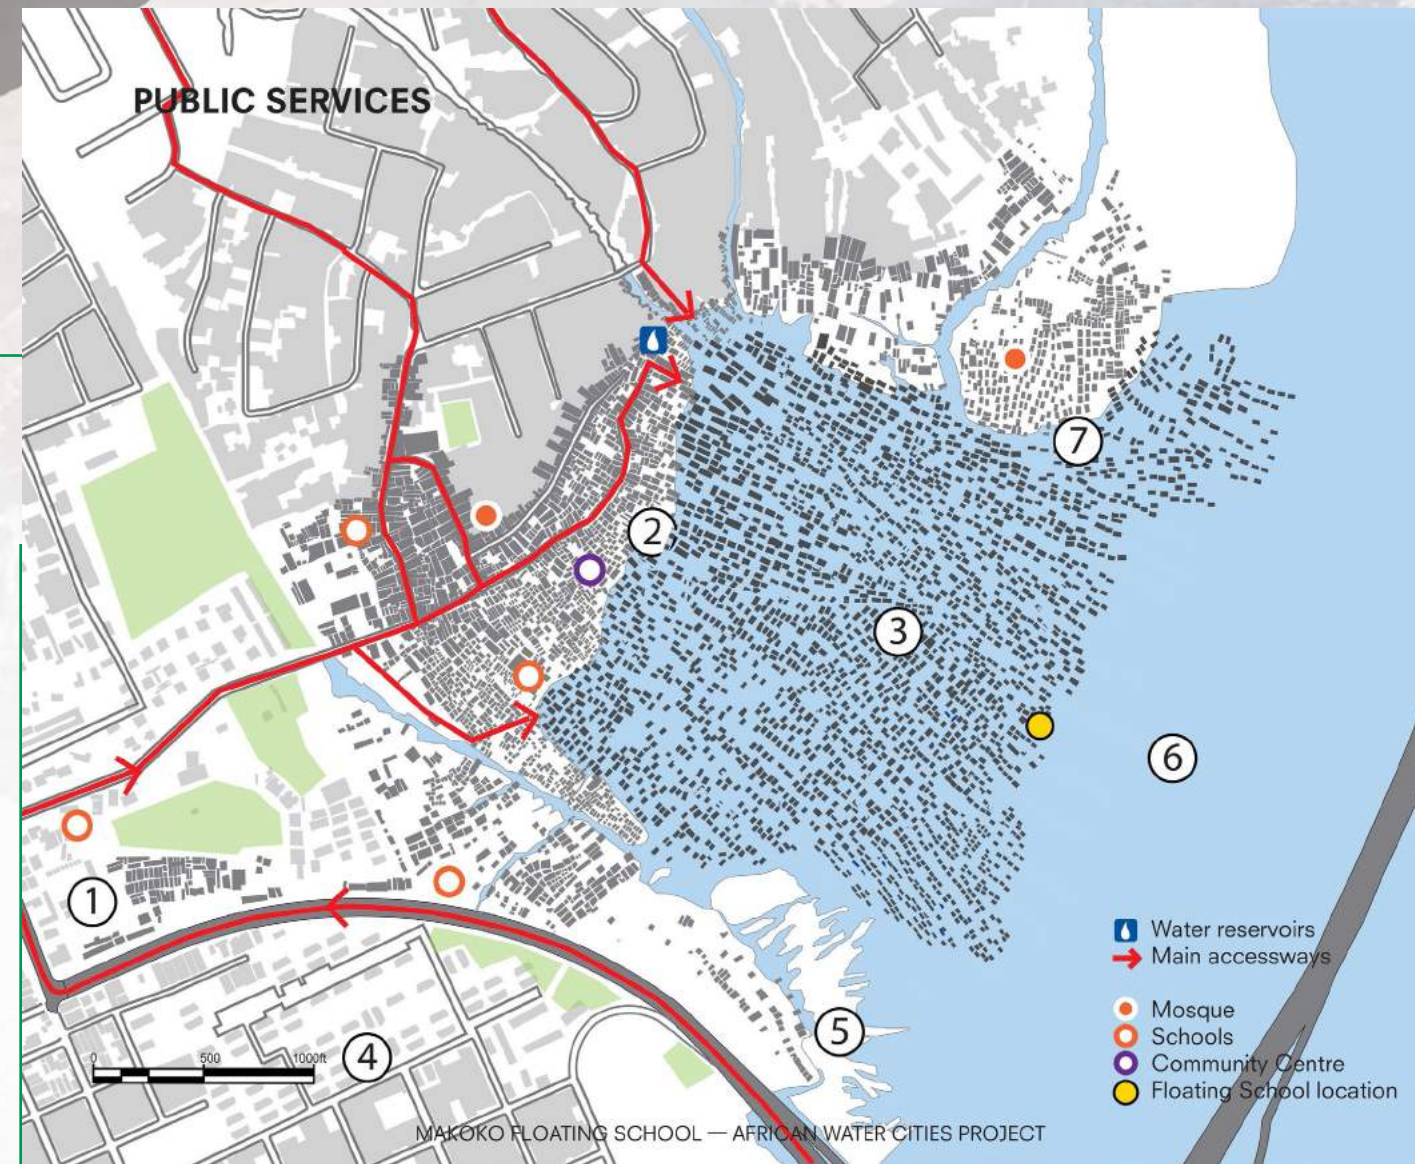 PUBLIC SERVICES
7
2
3
6
1
Water reservoirs
Main accessways
Mosque
Schools
Community Centre
Floating School location
5
4
0 500 1000ft
MAKOKO FLOATING SCHOOL — AFRICAN WATER CITIES PROJECT